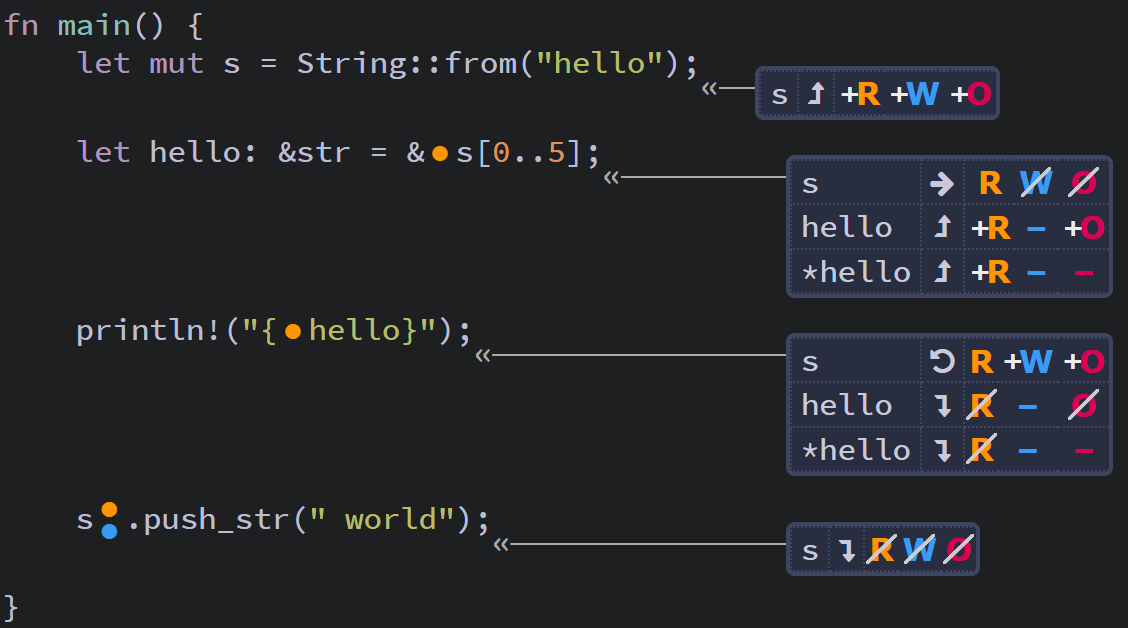 fn main() {
let mut s = String::from("hello");
s +R +W +O
let hello: &str = &s[0..5];
s R W O
hello +R - +O
*hello +R - -
println!("{hello}");
s R +W +O
hello R - O
*hello R - -
s.push_str(" world");
s R W O
}